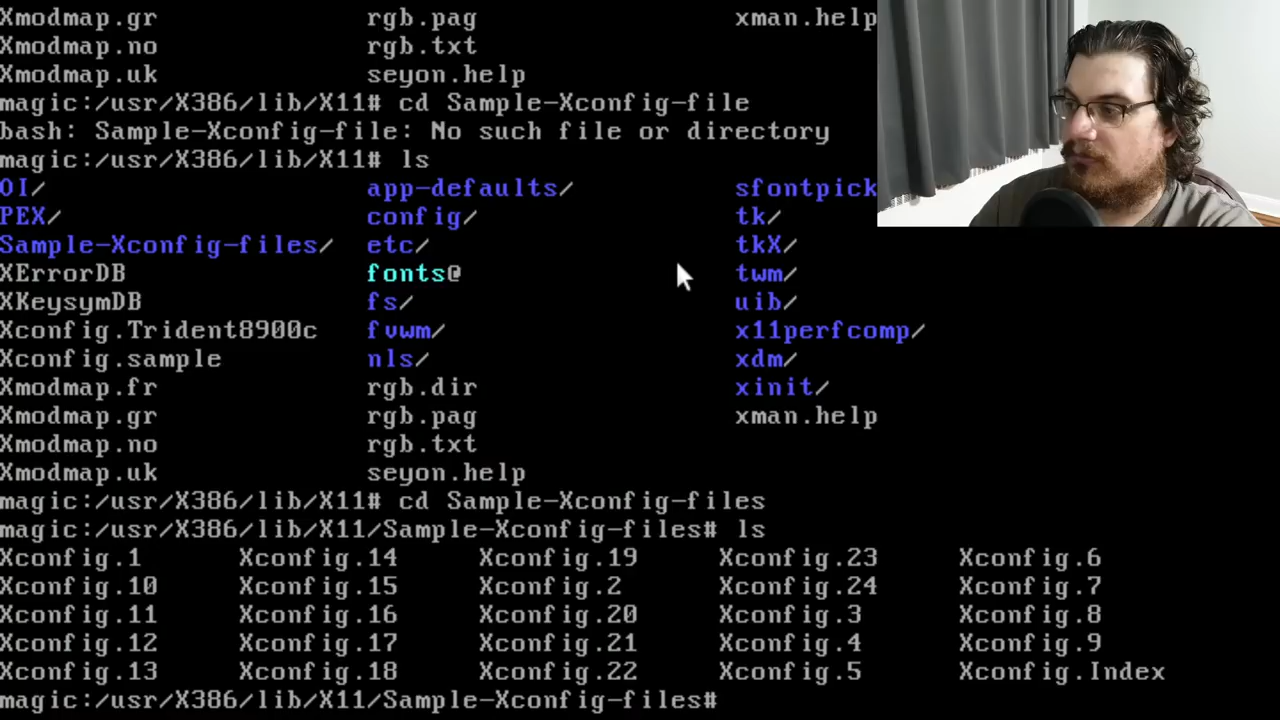 Xmodmap.gr rgb.pag xman.help
Xmodmap.no rgb.txt
Xmodmap.uk seyon.help
magic:/usr/X386/lib/X11# cd Sample-Xconfig-file
bash: Sample-Xconfig-file: No such file or directory
magic:/usr/X386/lib/X11# ls
OI/ app-defaults/ sfontpick
PEX/ config/ tk/
Sample-Xconfig-files/ etc/ tkX/
XErrorDB fonts@ twm/
XKeysymDB fs/ uib/
Xconfig.Trident8900c fvwm/ x11perfcomp/
Xconfig.sample nls/ xdm/
Xmodmap.fr rgb.dir xinit/
Xmodmap.gr rgb.pag xman.help
Xmodmap.no rgb.txt
Xmodmap.uk seyon.help
magic:/usr/X386/lib/X11# cd Sample-Xconfig-files
magic:/usr/X386/lib/X11/Sample-Xconfig-files# ls
Xconfig.1 Xconfig.14 Xconfig.19 Xconfig.23 Xconfig.6
Xconfig.10 Xconfig.15 Xconfig.2 Xconfig.24 Xconfig.7
Xconfig.11 Xconfig.16 Xconfig.20 Xconfig.3 Xconfig.8
Xconfig.12 Xconfig.17 Xconfig.21 Xconfig.4 Xconfig.9
Xconfig.13 Xconfig.18 Xconfig.22 Xconfig.5 Xconfig.Index
magic:/usr/X386/lib/X11/Sample-Xconfig-files#